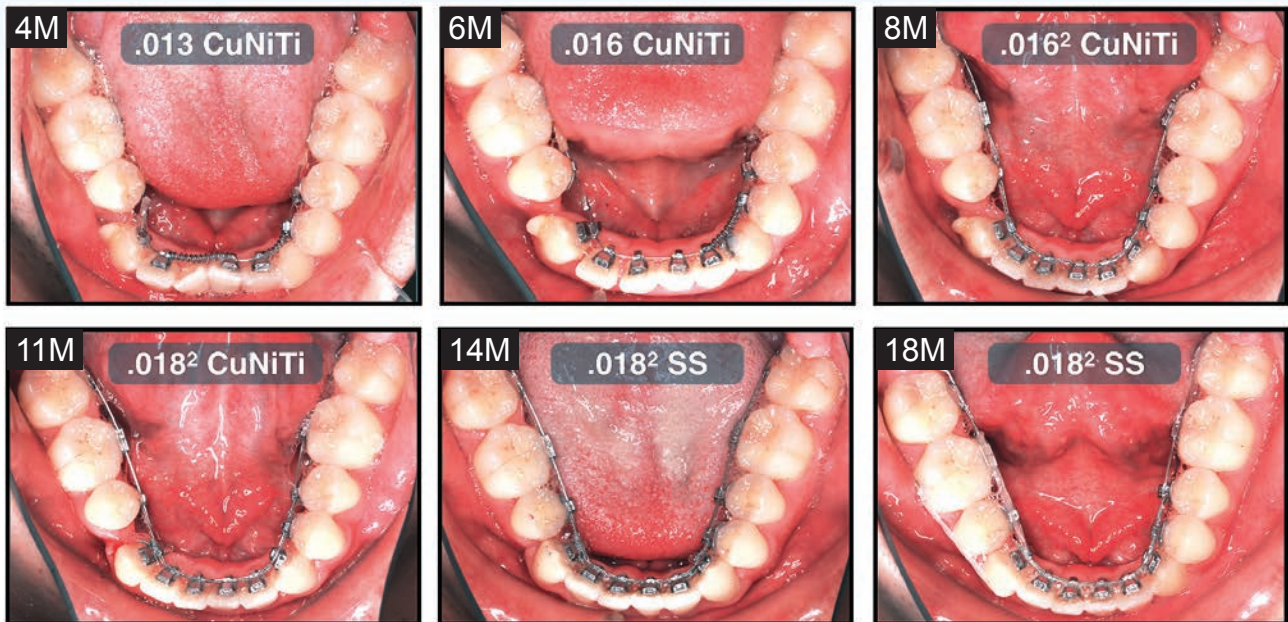 4M
.013 CuNiTi
6M
.016 CuNiTi
8M
.016² CuNiTi
11M
.018² CuNiTi
14M
.018² SS
18M
.018² SS